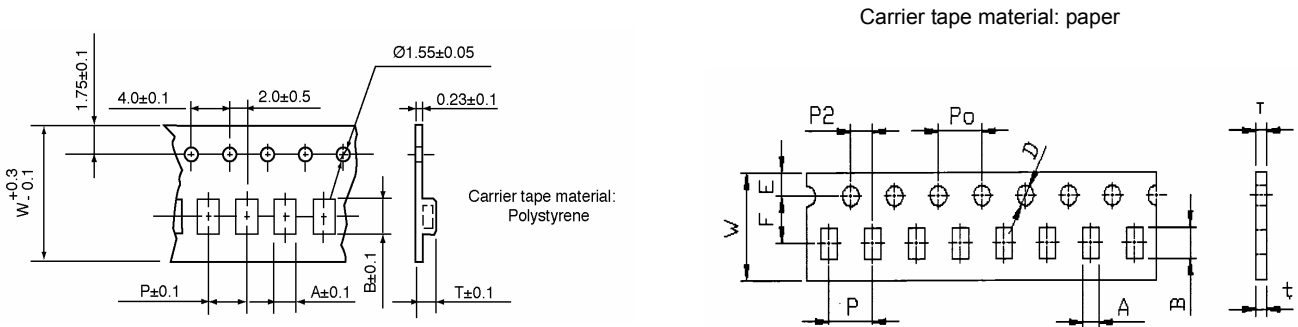 Carrier tape material: paper
Ø1.55±0.05
1.75±0.1
4.0±0.1
2.0±0.5
0.23±0.1
W+0.3-0.1
Carrier tape material:
Polystyrene
B±0.1
P±0.1
A±0.1
T±0.1
P2
Po
D
T
E
F
W
B
P
A
t